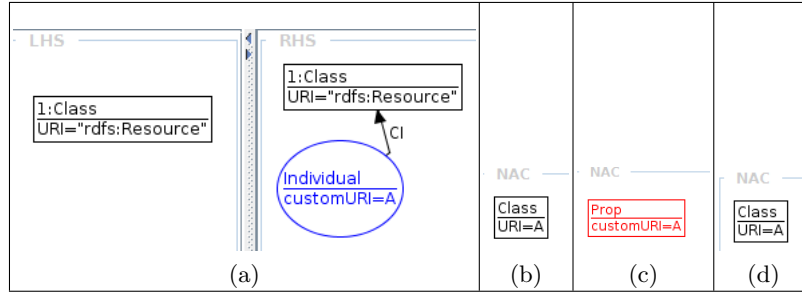 LHS
1:Class
URI="rdfs:Resource"
RHS
1:Class
URI="rdfs:Resource"
CI
Individual
customURI=A
(a)
NAC
Class
URI=A
(b)
NAC
Prop
customURI=A
(c)
NAC
Class
URI=A
(d)